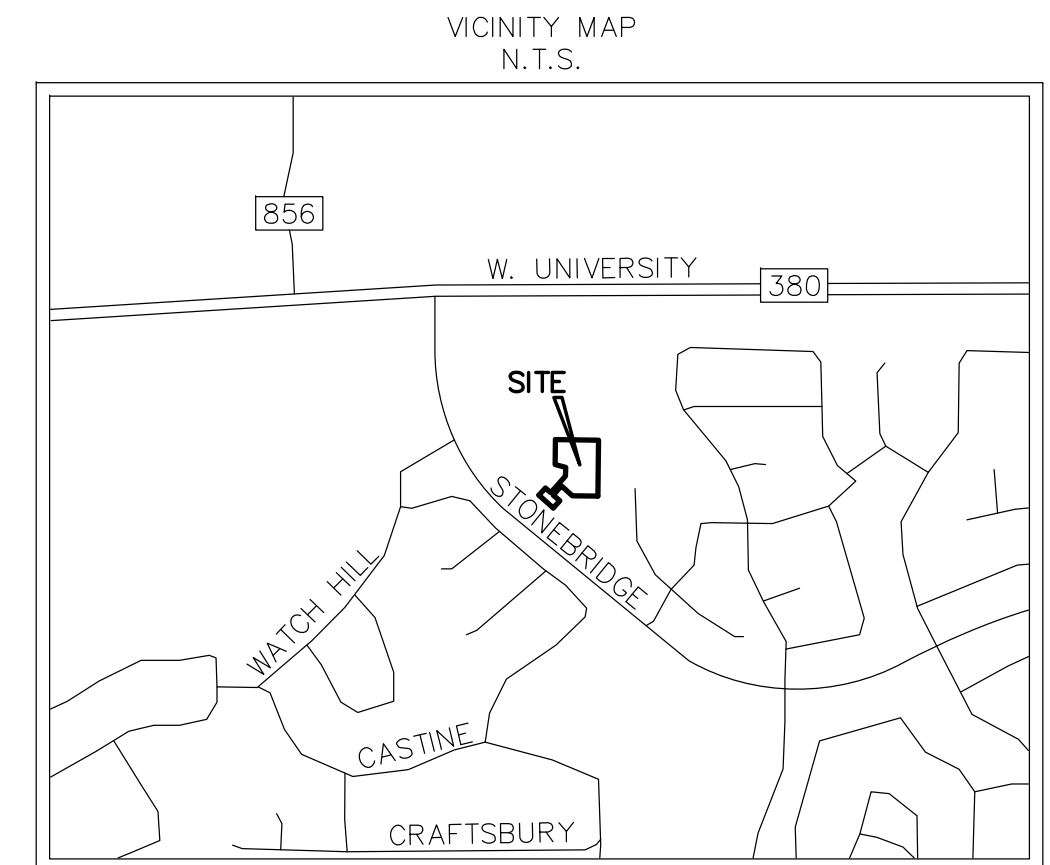 VICINITY MAP
N.T.S.
856
W. UNIVERSITY
380
SITE
STONEBRIDGE
WATCH HILL
CASTINE
CRAFTSBURY